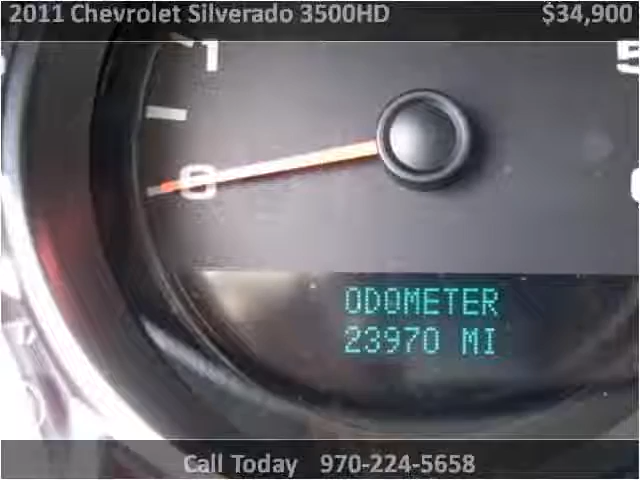 2011 Chevrolet Silverado 3500HD $34,900
1 5
0
ODOMETER
23970 MI
Call Today 970-224-5658